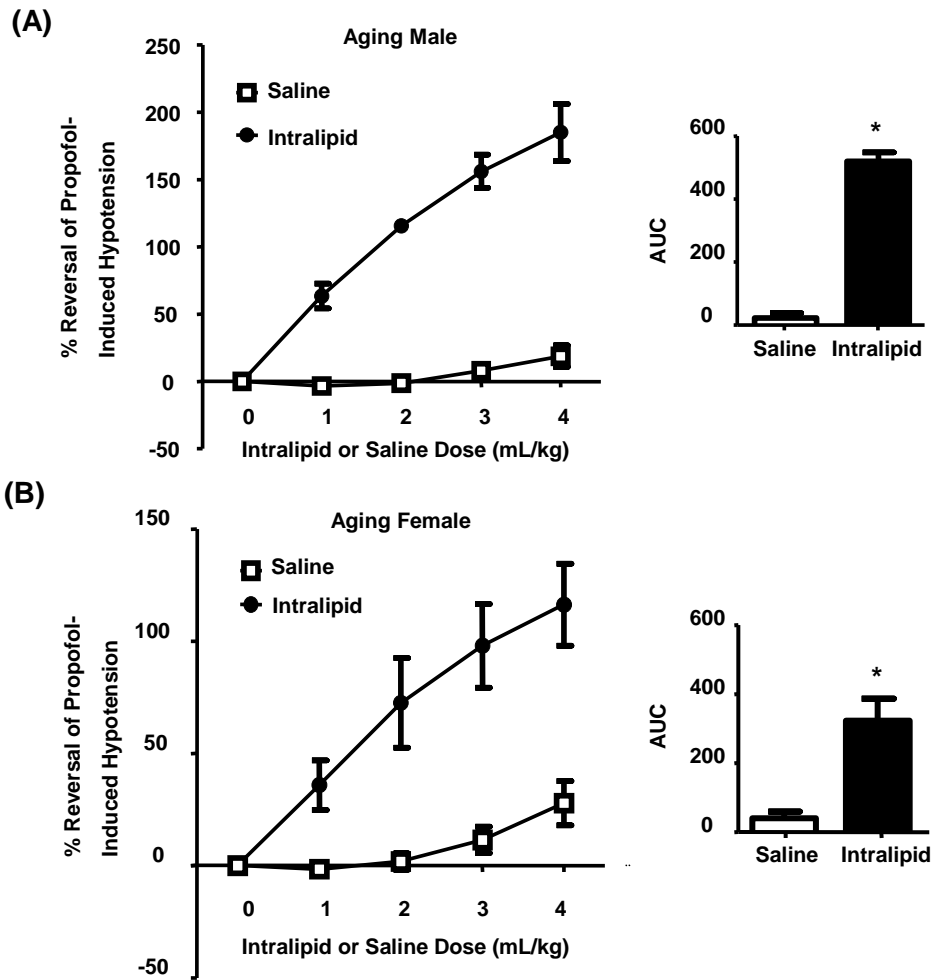 (A)
Aging Male
% Reversal of Propofol-
Induced Hypotension
250
200
150
100
50
0
-50
Saline
Intralipid
0 1 2 3 4
Intralipid or Saline Dose (mL/kg)
AUC
600
400
200
0
*
Saline Intralipid
(B)
Aging Female
% Reversal of Propofol-
Induced Hypotension
150
100
50
0
-50
Saline
Intralipid
0 1 2 3 4
Intralipid or Saline Dose (mL/kg)
AUC
600
400
200
0
*
Saline Intralipid